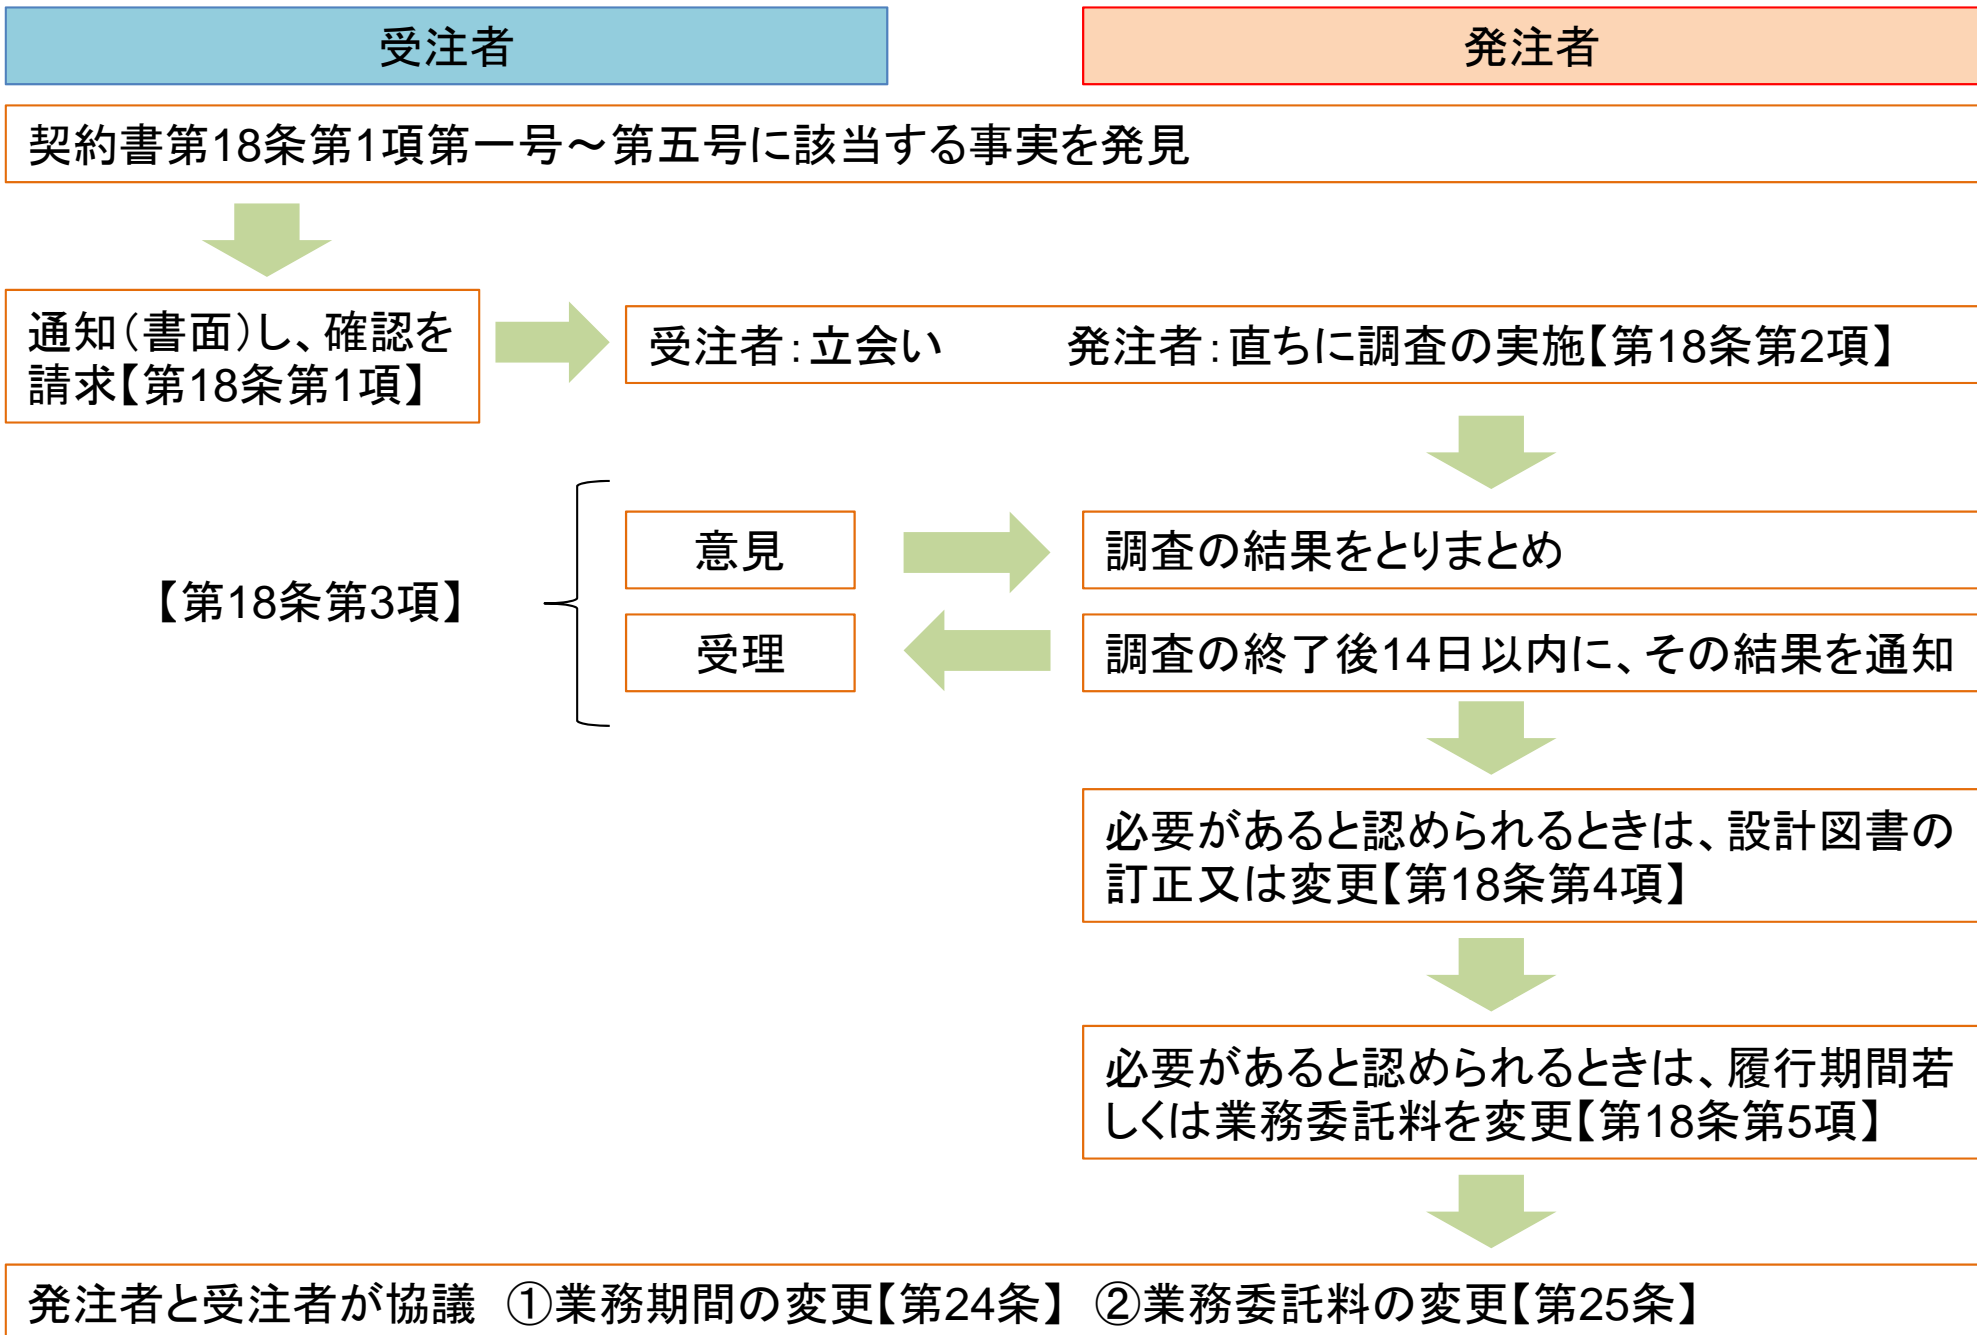 受注者
発注者
契約書第18条第1項第一号～第五号に該当する事実を発見
通知（書面）し、確認を
請求【第18条第1項】
受注者：立会い　　発注者：直ちに調査の実施【第18条第2項】
【第18条第3項】
意見
調査の結果をとりまとめ
受理
調査の終了後14日以内に、その結果を通知
必要があると認められるときは、設計図書の
訂正又は変更【第18条第4項】
必要があると認められるときは、履行期間若
しくは業務委託料を変更【第18条第5項】
発注者と受注者が協議　①業務期間の変更【第24条】　②業務委託料の変更【第25条】